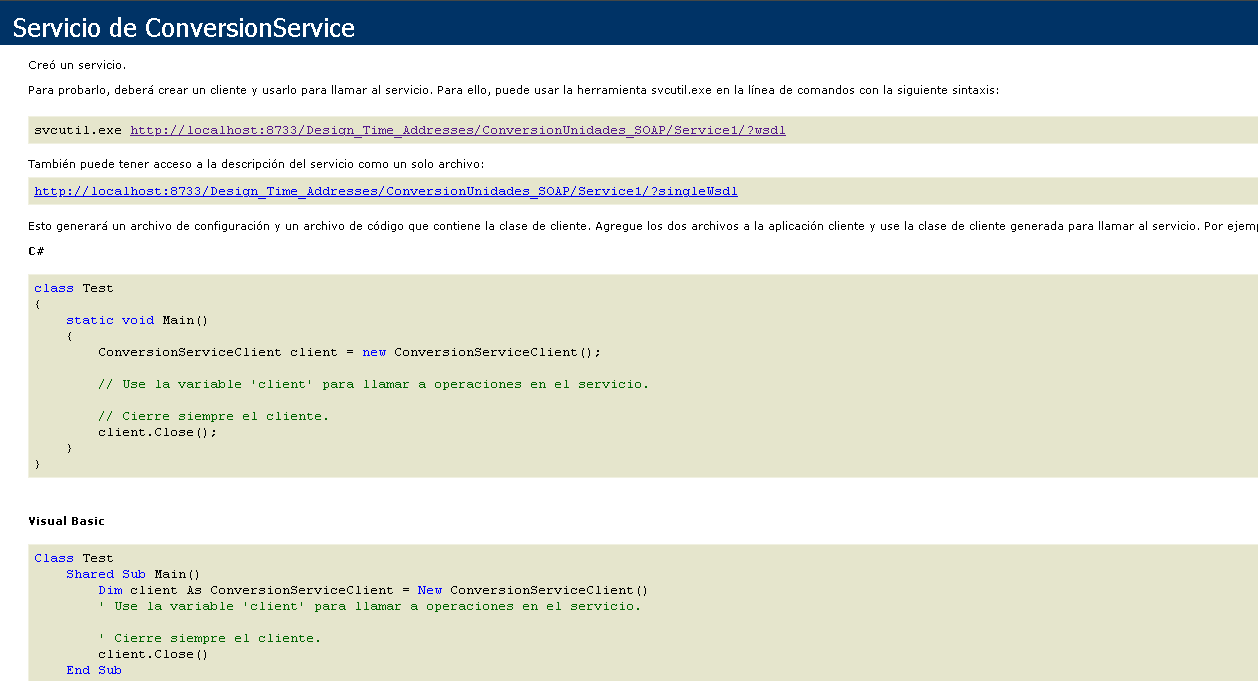 Servicio de ConversionService
Creó un servicio.
Para probarlo, deberá crear un cliente y usarlo para llamar al servicio. Para ello, puede usar la herramienta svcutil.exe en la línea de comandos con la siguiente sintaxis:
svcutil.exe http://localhost:8733/Design_Time_Addresses/ConversionUnidades_SOAP/Service1/?wsdl
También puede tener acceso a la descripción del servicio como un solo archivo:
http://localhost:8733/Design_Time_Addresses/ConversionUnidades_SOAP/Service1/?singleWsdl
Esto generará un archivo de configuración y un archivo de código que contiene la clase de cliente. Agregue los dos archivos a la aplicación cliente y use la clase de cliente generada para llamar al servicio. Por ejem
C#
class Test
{
    static void Main()
    {
        ConversionServiceClient client = new ConversionServiceClient();
        // Use la variable 'client' para llamar a operaciones en el servicio.
        // Cierre siempre el cliente.
        client.Close();
    }
}
Visual Basic
Class Test
    Shared Sub Main()
        Dim client As ConversionServiceClient = New ConversionServiceClient()
        ' Use la variable 'client' para llamar a operaciones en el servicio.
        ' Cierre siempre el cliente.
        client.Close()
    End Sub